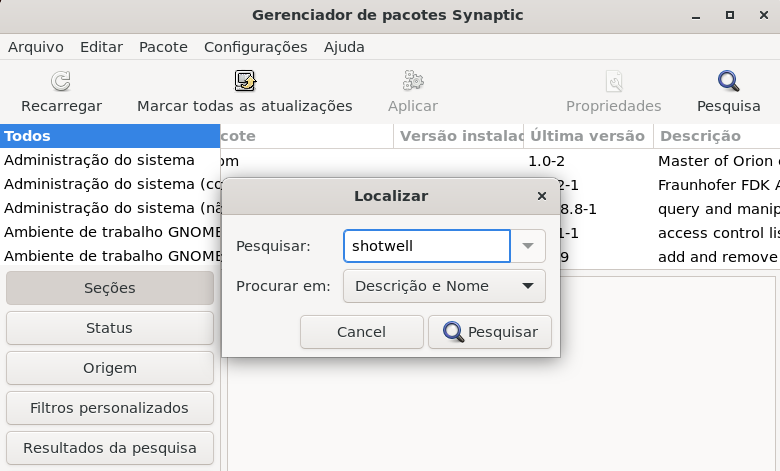 Gerenciador de pacotes Synaptic
Arquivo Editar Pacote Configurações Ajuda
Recarregar Marcar todas as atualizações Aplicar Propriedades Pesquisa
Todos cote Versão instalac Última versão Descrição
Administração do sistema om 1.0-2 Master of Orion
Administração do sistema (co 2-1 Fraunhofer FDK A
Administração do sistema (nã 8.8-1 query and manip
Ambiente de trabalho GNOME 1-1 access control lis
Ambiente de trabalho GNOME 9 add and remove
Localizar
Pesquisar: shotwell
Procurar em: Descrição e Nome
Cancel Pesquisar
Seções
Status
Origem
Filtros personalizados
Resultados da pesquisa